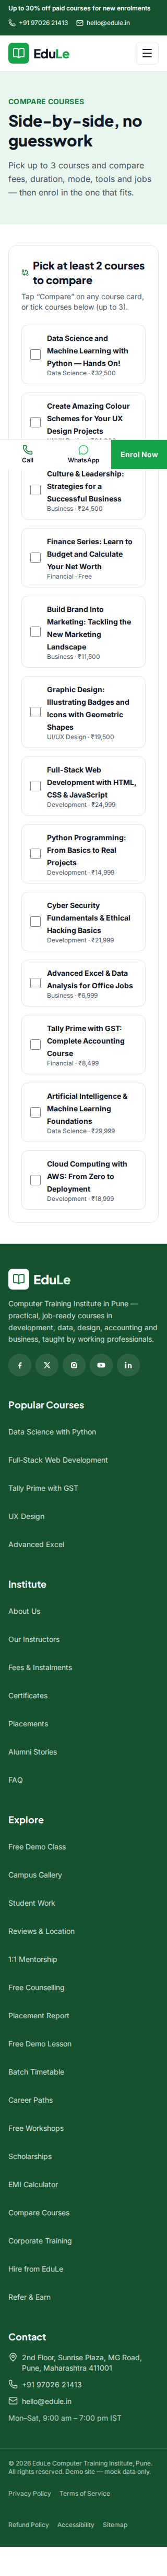 Up to 30% off paid courses for new enrolments
+91 97026 21413 hello@edule.in
EduLe
COMPARE COURSES
Side-by-side, no
guesswork
Pick up to 3 courses and compare
fees, duration, mode, tools and jobs
— then enrol in the one that fits.
Pick at least 2 courses
to compare
Tap “Compare” on any course card,
or tick courses below (up to 3).
Data Science and
Machine Learning with
Python — Hands On!
Data Science · ₹32,500
Create Amazing Colour
Schemes for Your UX
Design Projects
Call
WhatsApp
Enrol Now
Culture & Leadership:
Strategies for a
Successful Business
Business · ₹24,500
Finance Series: Learn to
Budget and Calculate
Your Net Worth
Financial · Free
Build Brand Into
Marketing: Tackling the
New Marketing
Landscape
Business · ₹11,500
Graphic Design:
Illustrating Badges and
Icons with Geometric
Shapes
UI/UX Design · ₹19,500
Full-Stack Web
Development with HTML,
CSS & JavaScript
Development · ₹24,999
Python Programming:
From Basics to Real
Projects
Development · ₹14,999
Cyber Security
Fundamentals & Ethical
Hacking Basics
Development · ₹21,999
Advanced Excel & Data
Analysis for Office Jobs
Business · ₹6,999
Tally Prime with GST:
Complete Accounting
Course
Financial · ₹8,499
Artificial Intelligence &
Machine Learning
Foundations
Data Science · ₹29,999
Cloud Computing with
AWS: From Zero to
Deployment
Development · ₹18,999
EduLe
Computer Training Institute in Pune —
practical, job-ready courses in
development, data, design, accounting and
business, taught by working professionals.
Popular Courses
Data Science with Python
Full-Stack Web Development
Tally Prime with GST
UX Design
Advanced Excel
Institute
About Us
Our Instructors
Fees & Instalments
Certificates
Placements
Alumni Stories
FAQ
Explore
Free Demo Class
Campus Gallery
Student Work
Reviews & Location
1:1 Mentorship
Free Counselling
Placement Report
Free Demo Lesson
Batch Timetable
Career Paths
Free Workshops
Scholarships
EMI Calculator
Compare Courses
Corporate Training
Hire from EduLe
Refer & Earn
Contact
2nd Floor, Sunrise Plaza, MG Road,
Pune, Maharashtra 411001
+91 97026 21413
hello@edule.in
Mon–Sat, 9:00 am – 7:00 pm IST
© 2026 EduLe Computer Training Institute, Pune.
All rights reserved. Demo site — mock data only.
Privacy Policy Terms of Service
Refund Policy Accessibility Sitemap